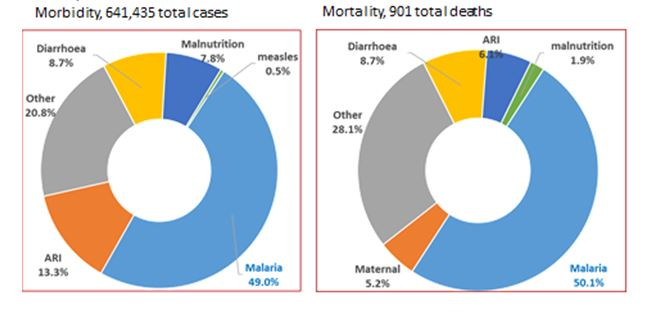 Morbidity, 641,435 total cases
Diarrhoea
8.7%
Malnutrition
7.8%
measles
0.5%
Other
20.8%
ARI
13.3%
Malaria
49.0%
Mortality, 901 total deaths
Diarrhoea
8.7%
ARI
6.1%
malnutrition
1.9%
Other
28.1%
Maternal
5.2%
Malaria
50.1%